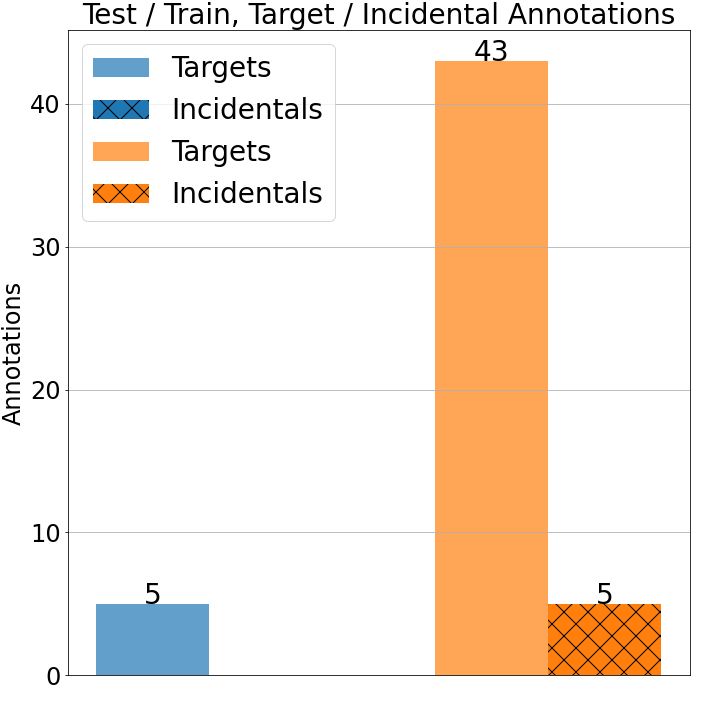 Test / Train, Target / Incidental Annotations
Targets
Incidentals
Targets
Incidentals
43
5
5
Annotations
40
30
20
10
0